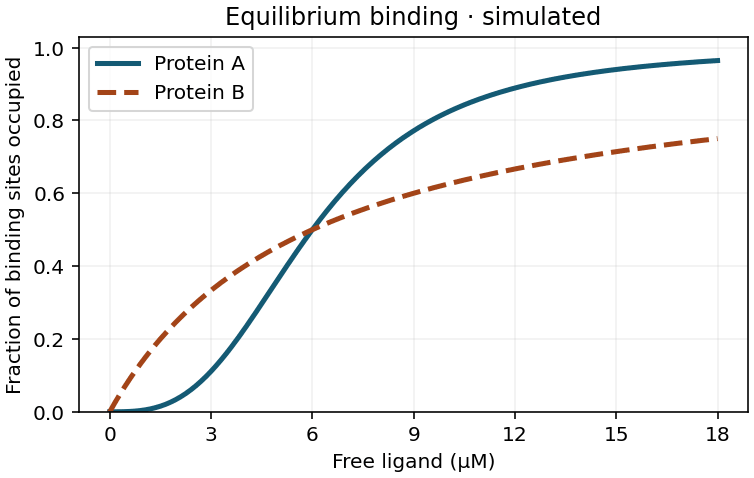 Equilibrium binding · simulated
Fraction of binding sites occupied
1.0
0.8
0.6
0.4
0.2
0.0
Protein A
Protein B
0 3 6 9 12 15 18
Free ligand (µM)